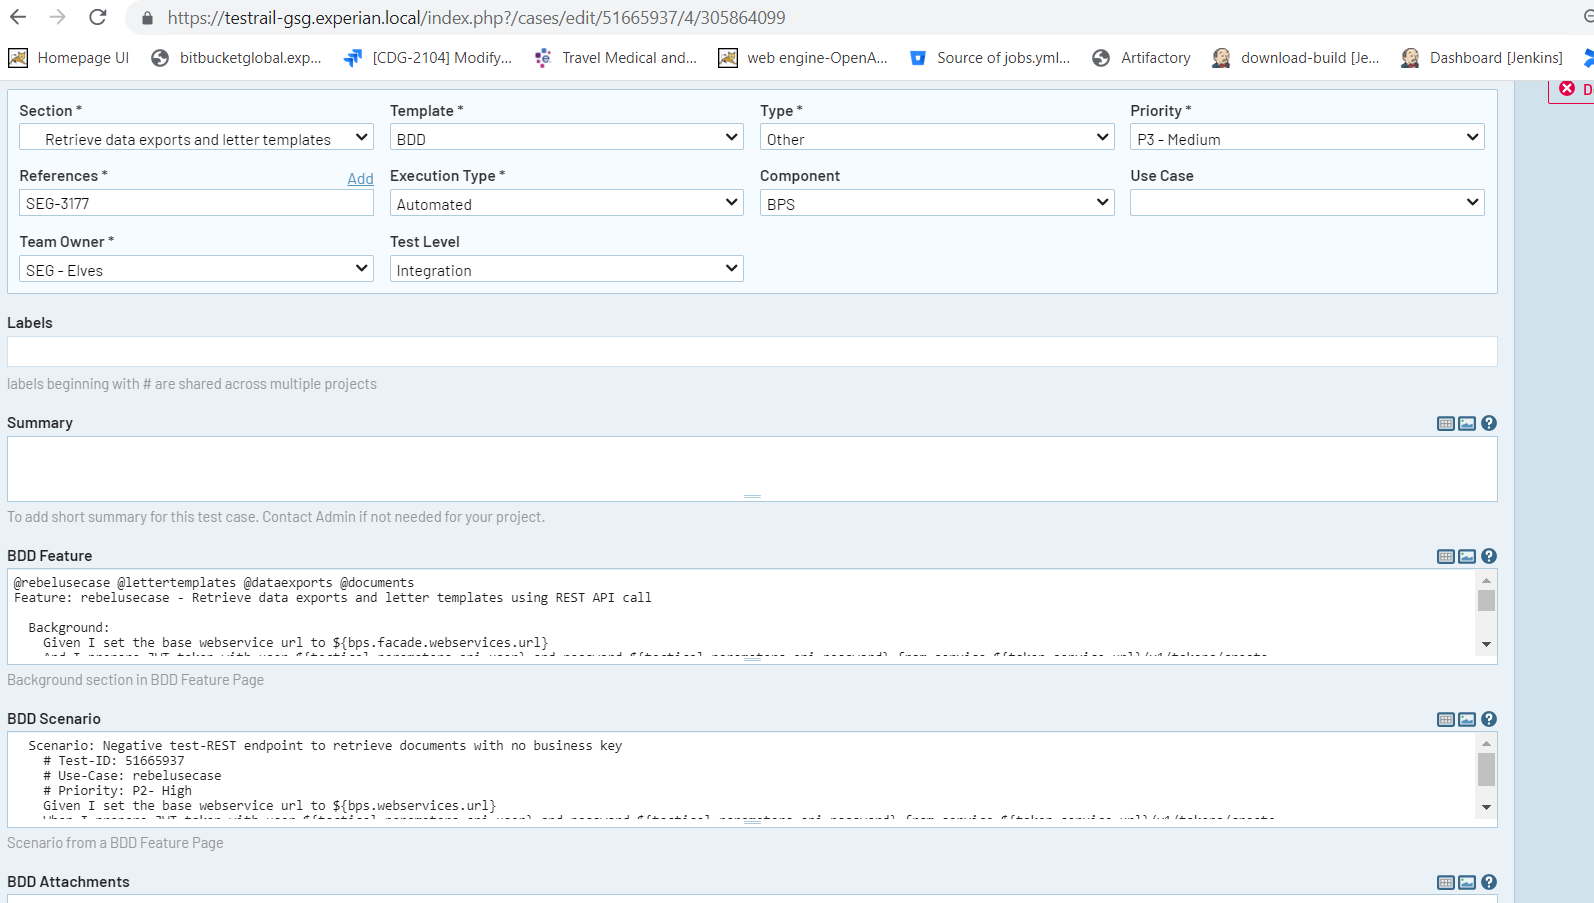 https://testrail-gsg.experian.local/index.php?/cases/edit/51665937/4/305864099
Homepage UI bitbucketglobal.exp... [CDG-2104] Modify... Travel Medical and... web engine-OpenA... Source of jobs.yml... Artifactory download-build [Je... Dashboard [Jenkins]
D
Section * Template * Type * Priority *
Retrieve data exports and letter templates BDD Other P3 - Medium
References * Add Execution Type * Component Use Case
SEG-3177 Automated BPS
Team Owner * Test Level
SEG - Elves Integration
Labels
labels beginning with # are shared across multiple projects
Summary
To add short summary for this test case. Contact Admin if not needed for your project.
BDD Feature
@rebelusecase @lettertemplates @dataexports @documents
Feature: rebelusecase - Retrieve data exports and letter templates using REST API call
Background:
Given I set the base webservice url to ${bps.facade.webservices.url}
Background section in BDD Feature Page
BDD Scenario
Scenario: Negative test-REST endpoint to retrieve documents with no business key
# Test-ID: 51665937
# Use-Case: rebelusecase
# Priority: P2- High
Given I set the base webservice url to ${bps.webservices.url}
Scenario from a BDD Feature Page
BDD Attachments